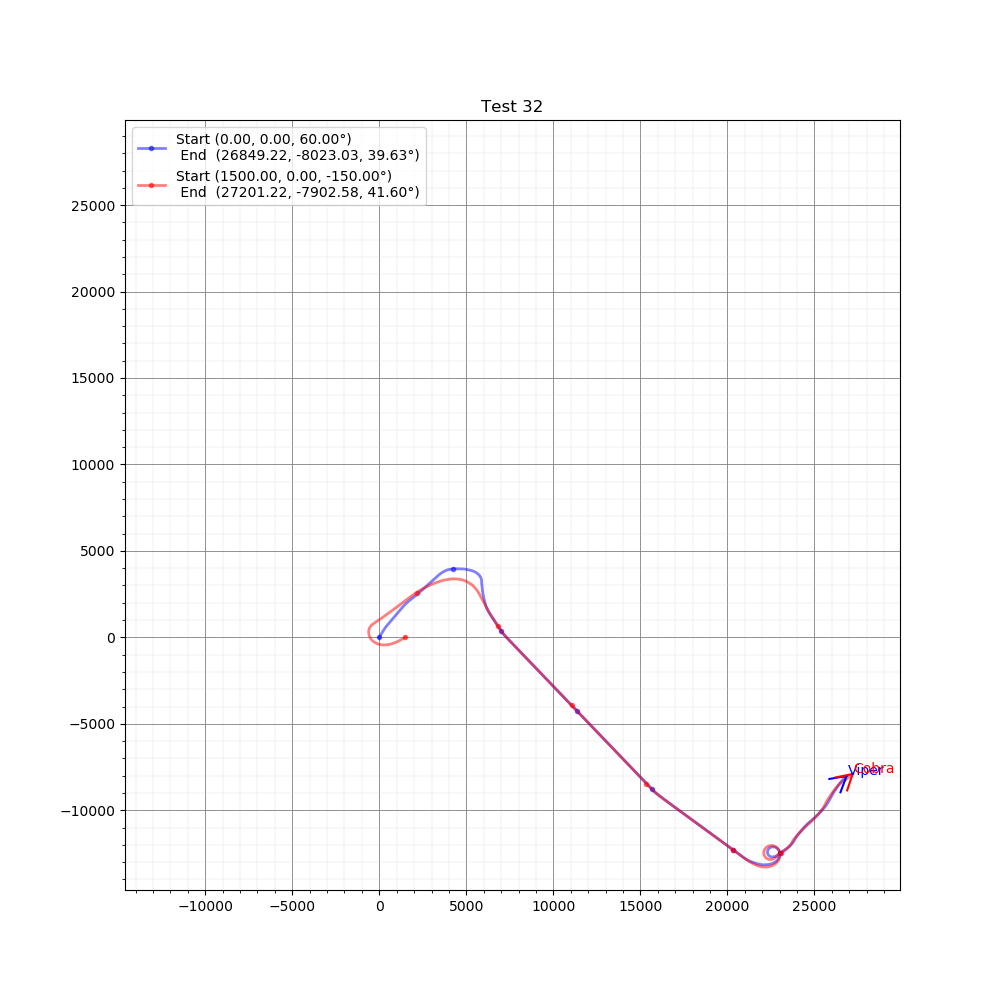 Test 32
Start (0.00, 0.00, 60.00°)
End  (26849.22, -8023.03, 39.63°)
Start (1500.00, 0.00, -150.00°)
End  (27201.22, -7902.58, 41.60°)
25000
20000
15000
10000
5000
0
−5000
−10000
Viper
Cobra
−10000 −5000 0 5000 10000 15000 20000 25000